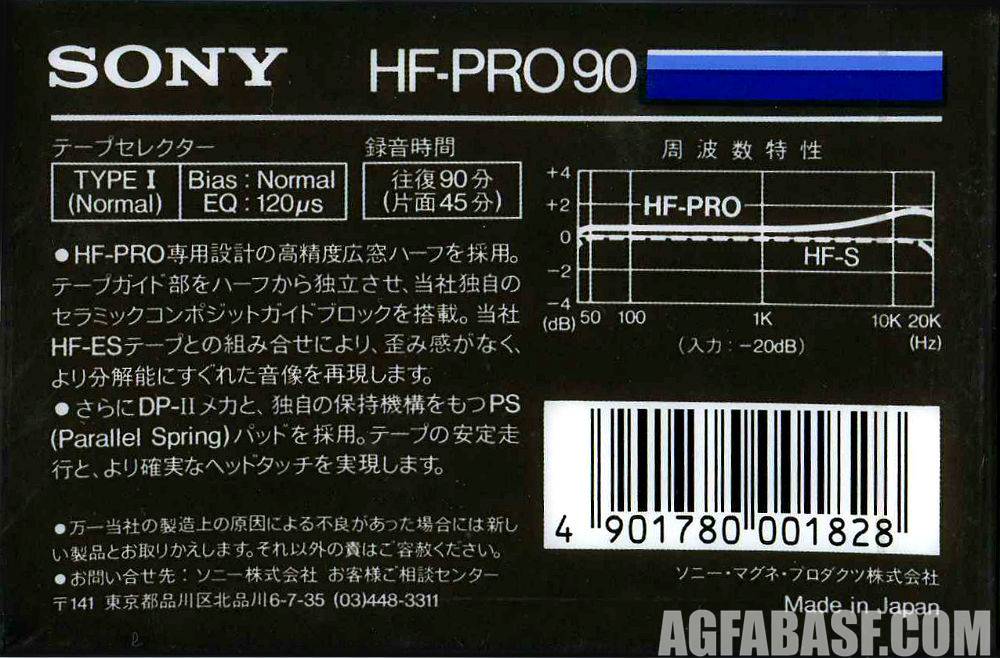 SONY HF-PRO 90
テープセレクター
TYPE I
(Normal)
Bias : Normal
EQ : 120μs
録音時間
往復90分
(片面45分)
周波数特性
+4
+2
0
−2
−4
HF-PRO
HF-S
(dB) 50 100 1K 10K 20K
(入力 : −20dB) (Hz)
●HF-PRO専用設計の高精度広窓ハーフを採用。
テープガイド部をハーフから独立させ、当社独自の
セラミックコンポジットガイドブロックを搭載。当社
HF-ESテープとの組み合せにより、歪み感がなく、
より分解能にすぐれた音像を再現します。
●さらにDP-IIメカと、独自の保持機構をもつPS
(Parallel Spring)パッドを採用。テープの安定走
行と、より確実なヘッドタッチを実現します。
●万一当社の製造上の原因による不良があった場合には新し
い製品とお取りかえします。それ以外の責はご容赦ください。
●お問い合せ先 : ソニー株式会社 お客様ご相談センター
〒141 東京都品川区北品川6-7-35 (03)448-3311
4 901780 001828
ソニー・マグネ・プロダクツ株式会社
Made in Japan
AGFABASF.COM